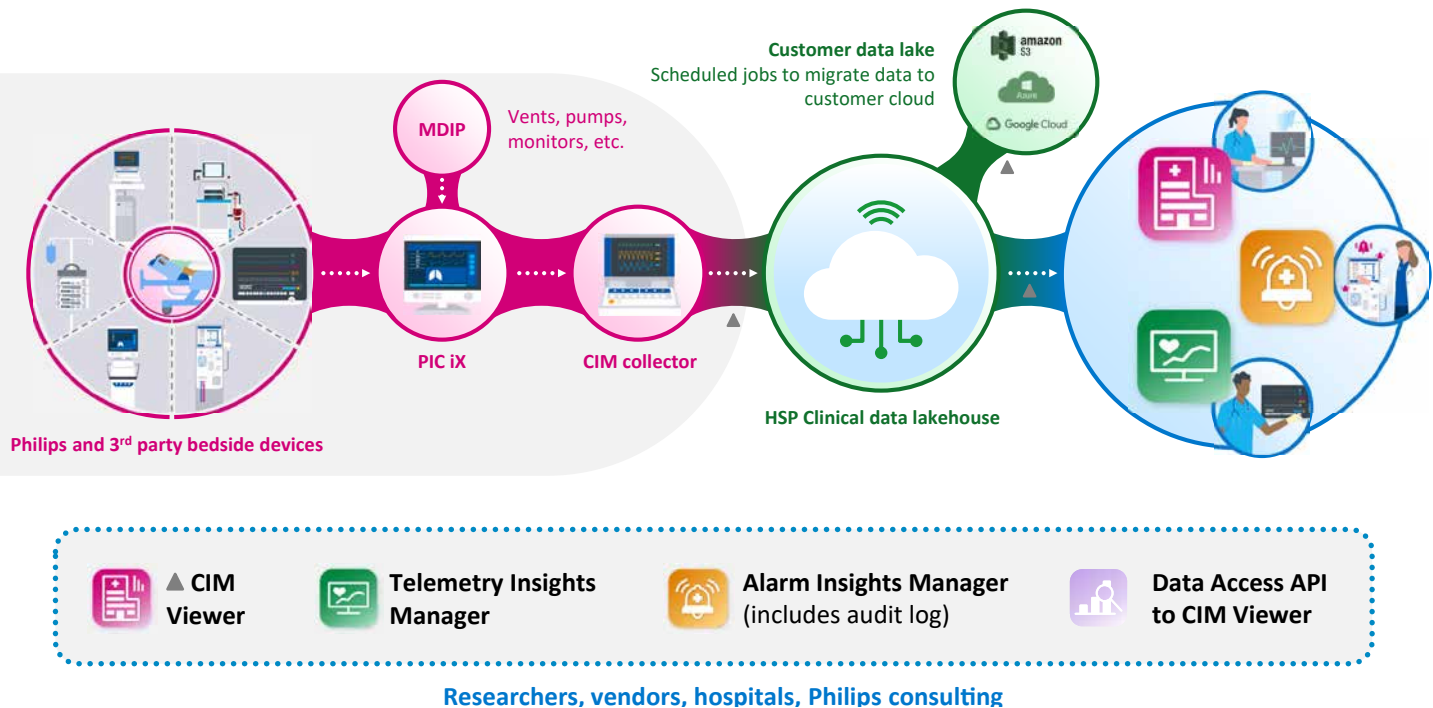 Customer data lake
Scheduled jobs to migrate data to
customer cloud
amazon
S3
Azure
Google Cloud
MDIP
Vents, pumps,
monitors, etc.
PIC iX
CIM collector
HSP Clinical data lakehouse
Philips and 3rd party bedside devices
▲ CIM
Viewer
Telemetry Insights
Manager
Alarm Insights Manager
(includes audit log)
Data Access API
to CIM Viewer
Researchers, vendors, hospitals, Philips consulting